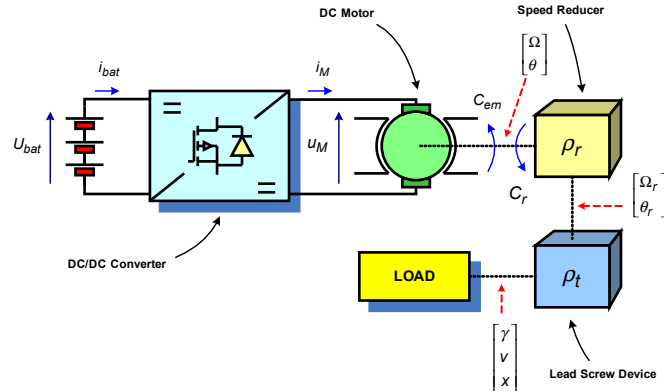 DC Motor
Speed Reducer
[Ω θ]
i_bat
i_M
C_em
U_bat
u_M
ρ_r
C_r
[Ω_r θ_r]
DC/DC Converter
LOAD
ρ_t
[γ v x]
Lead Screw Device